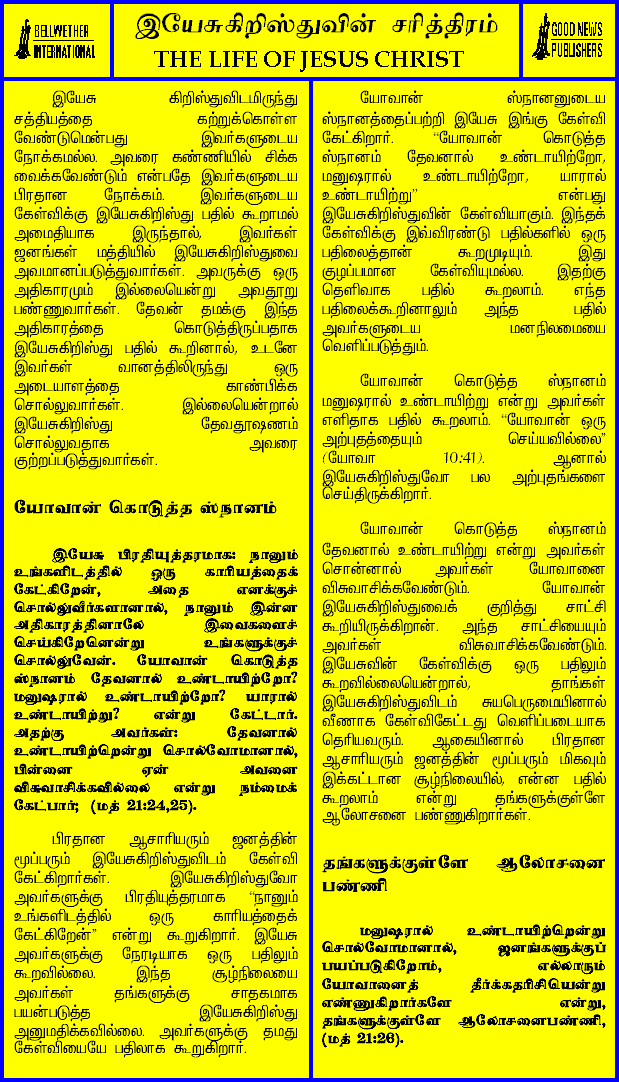 BELLWETHER
INTERNATIONAL
இயேசுகிறிஸ்துவின் சரித்திரம்
THE LIFE OF JESUS CHRIST
GOOD NEWS
PUBLISHERS
இயேசு கிறிஸ்துவிடமிருந்து
சத்தியத்தை கற்றுக்கொள்ள
வேண்டுமென்பது இவர்களுடைய
நோக்கமல்ல. அவரை கண்ணியில் சிக்க
வைக்கவேண்டும் என்பதே இவர்களுடைய
பிரதான நோக்கம். இவர்களுடைய
கேள்விக்கு இயேசுகிறிஸ்து பதில் கூறாமல்
அமைதியாக இருந்தால், இவர்கள்
ஜனங்கள் மத்தியில் இயேசுகிறிஸ்துவை
அவமானப்படுத்துவார்கள். அவருக்கு ஒரு
அதிகாரமும் இல்லையென்று அவதூறு
பண்ணுவார்கள். தேவன் தமக்கு இந்த
அதிகாரத்தை கொடுத்திருப்பதாக
இயேசுகிறிஸ்து பதில் கூறினால், உடனே
இவர்கள் வானத்திலிருந்து ஒரு
அடையாளத்தை காண்பிக்க
சொல்லுவார்கள். இல்லையென்றால்
இயேசுகிறிஸ்து தேவதூஷணம்
சொல்லுவதாக அவரை
குற்றப்படுத்துவார்கள்.
யோவான் கொடுத்த ஸ்நானம்
இயேசு பிரதியுத்தரமாக: நானும்
உங்களிடத்தில் ஒரு காரியத்தைக்
கேட்கிறேன், அதை எனக்குச்
சொல்லுவீர்களானால், நானும் இன்ன
அதிகாரத்தினாலே இவைகளைச்
செய்கிறேனென்று உங்களுக்குச்
சொல்லுவேன். யோவான் கொடுத்த
ஸ்நானம் தேவனால் உண்டாயிற்றோ?
மனுஷரால் உண்டாயிற்றோ? யாரால்
உண்டாயிற்று? என்று கேட்டார்.
அதற்கு அவர்கள்: தேவனால்
உண்டாயிற்றென்று சொல்வோமானால்,
பின்னை ஏன் அவனை
விசுவாசிக்கவில்லை என்று நம்மைக்
கேட்பார்; (மத் 21:24,25).
பிரதான ஆசாரியரும் ஜனத்தின்
மூப்பரும் இயேசுகிறிஸ்துவிடம் கேள்வி
கேட்கிறார்கள். இயேசுகிறிஸ்துவோ
அவர்களுக்கு பிரதியுத்தரமாக "நானும்
உங்களிடத்தில் ஒரு காரியத்தைக்
கேட்கிறேன்" என்று கூறுகிறார். இயேசு
அவர்களுக்கு நேரடியாக ஒரு பதிலும்
கூறவில்லை. இந்த சூழ்நிலையை
அவர்கள் தங்களுக்கு சாதகமாக
பயன்படுத்த இயேசுகிறிஸ்து
அனுமதிக்கவில்லை. அவர்களுக்கு தமது
கேள்வியையே பதிலாக கூறுகிறார்.
யோவான் ஸ்நானனுடைய
ஸ்நானத்தைப்பற்றி இயேசு இங்கு கேள்வி
கேட்கிறார். "யோவான் கொடுத்த
ஸ்நானம் தேவனால் உண்டாயிற்றோ,
மனுஷரால் உண்டாயிற்றோ, யாரால்
உண்டாயிற்று" என்பது
இயேசுகிறிஸ்துவின் கேள்வியாகும். இந்தக்
கேள்விக்கு இவ்விரண்டு பதில்களில் ஒரு
பதிலைத்தான் கூறமுடியும். இது
குழப்பமான கேள்வியுமல்ல. இதற்கு
தெளிவாக பதில் கூறலாம். எந்த
பதிலைக்கூறினாலும் அந்த பதில்
அவர்களுடைய மனநிலமையை
வெளிப்படுத்தும்.
யோவான் கொடுத்த ஸ்நானம்
மனுஷரால் உண்டாயிற்று என்று அவர்கள்
எளிதாக பதில் கூறலாம். "யோவான் ஒரு
அற்புதத்தையும் செய்யவில்லை"
(யோவா 10:41). ஆனால்
இயேசுகிறிஸ்துவோ பல அற்புதங்களை
செய்திருக்கிறார்.
யோவான் கொடுத்த ஸ்நானம்
தேவனால் உண்டாயிற்று என்று அவர்கள்
சொன்னால் அவர்கள் யோவானை
விசுவாசிக்கவேண்டும். யோவான்
இயேசுகிறிஸ்துவைக் குறித்து சாட்சி
கூறியிருக்கிறான். அந்த சாட்சியையும்
அவர்கள் விசுவாசிக்கவேண்டும்.
இயேசுவின் கேள்விக்கு ஒரு பதிலும்
கூறவில்லையென்றால், தாங்கள்
இயேசுகிறிஸ்துவிடம் சுயபெருமையினால்
வீணாக கேள்விகேட்டது வெளிப்படையாக
தெரியவரும். ஆகையினால் பிரதான
ஆசாரியரும் ஜனத்தின் மூப்பரும் மிகவும்
இக்கட்டான சூழ்நிலையில், என்ன பதில்
கூறலாம் என்று தங்களுக்குள்ளே
ஆலோசனை பண்ணுகிறார்கள்.
தங்களுக்குள்ளே ஆலோசனை
பண்ணி
மனுஷரால் உண்டாயிற்றென்று
சொல்வோமானால், ஜனங்களுக்குப்
பயப்படுகிறோம், எல்லாரும்
யோவானைத் தீர்க்கதரிசியென்று
எண்ணுகிறார்களே என்று,
தங்களுக்குள்ளே ஆலோசனைபண்ணி,
(மத் 21:26).